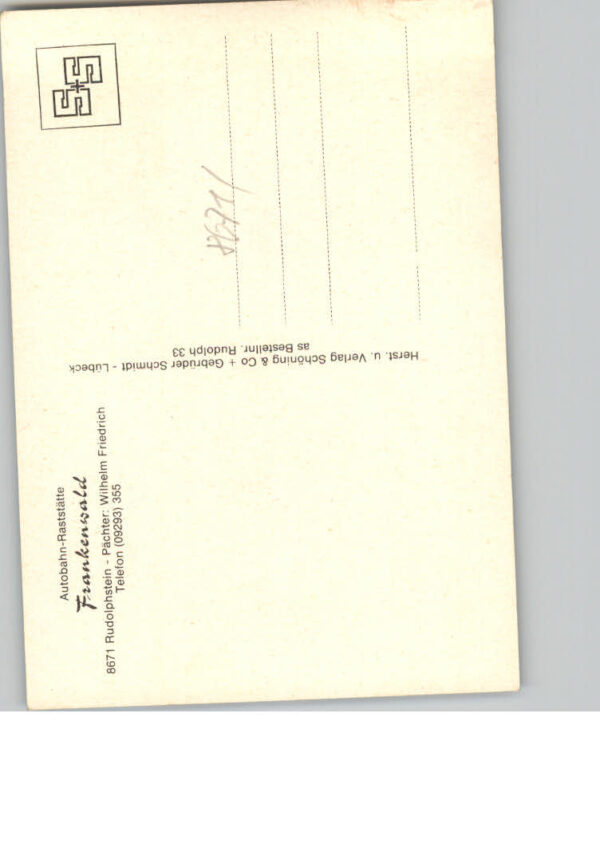 Autobahn-Raststätte
Frankenwald
8671 Rudolphstein - Pächter: Wilhelm Friedrich
Telefon (09293) 355
Herst. u. Verlag Schöning & Co + Gebrüder Schmidt - Lübeck
as Bestellnr. Rudolph 33
S+S
8671/